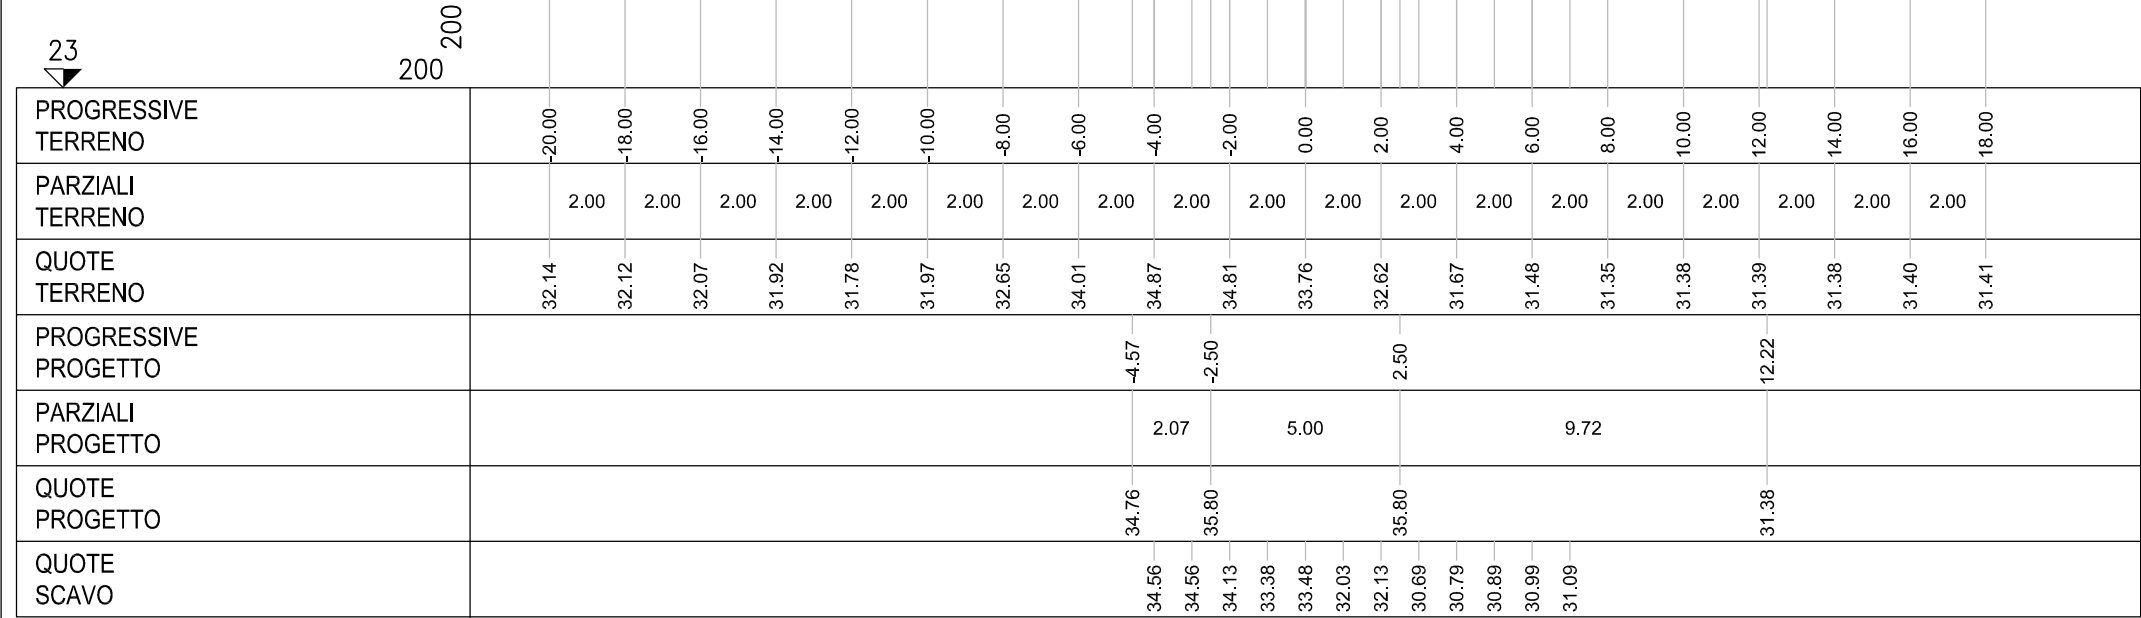 200
23
200
PROGRESSIVE
TERRENO
-20.00 -18.00 -16.00 -14.00 -12.00 -10.00 -8.00 -6.00 -4.00 -2.00 0.00 2.00 4.00 6.00 8.00 10.00 12.00 14.00 16.00 18.00
PARZIALI
TERRENO
2.00 2.00 2.00 2.00 2.00 2.00 2.00 2.00 2.00 2.00 2.00 2.00 2.00 2.00 2.00 2.00 2.00 2.00 2.00
QUOTE
TERRENO
32.14 32.12 32.07 31.92 31.78 31.97 32.65 34.01 34.87 34.81 33.76 32.62 31.67 31.48 31.35 31.38 31.39 31.38 31.40 31.41
PROGRESSIVE
PROGETTO
-4.57 -2.50 2.50 12.22
PARZIALI
PROGETTO
2.07 5.00 9.72
QUOTE
PROGETTO
34.76 35.80 35.80 31.38
QUOTE
SCAVO
34.56 34.56 34.13 33.38 33.48 32.03 32.13 30.69 30.79 30.89 30.99 31.09